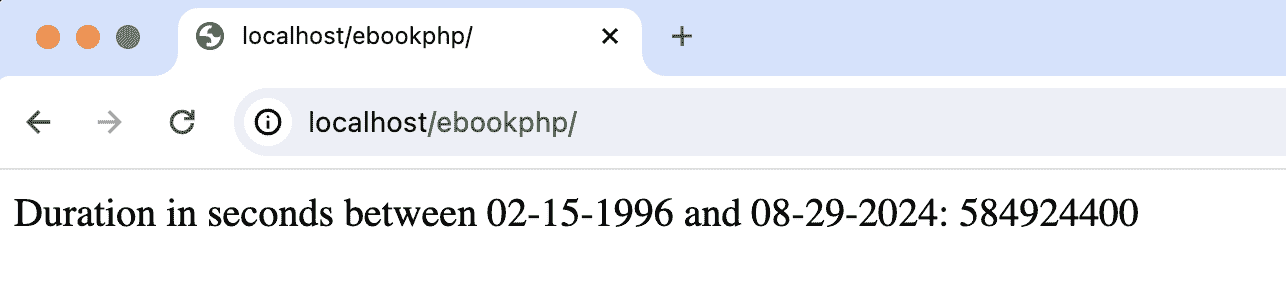 localhost/ebookphp/
localhost/ebookphp/
Duration in seconds between 02-15-1996 and 08-29-2024: 584924400